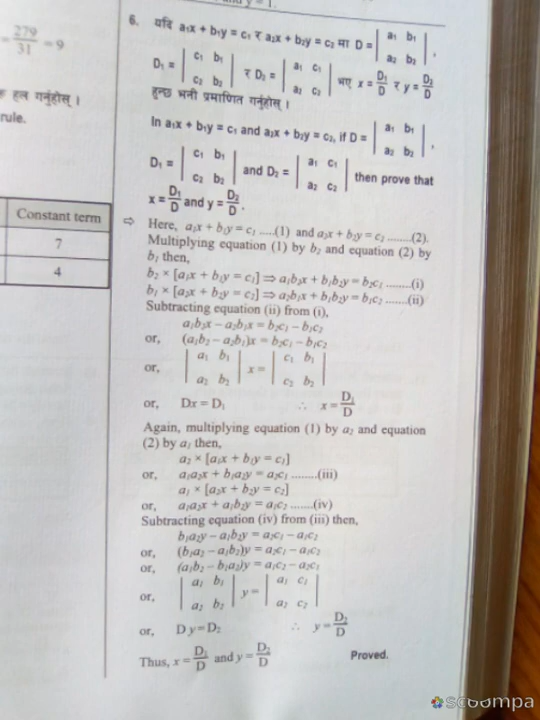 and y = 1.
= 279/31 = 9
हल गर्नुहोस् ।
rule.
Constant term
7
4
6. यदि a₁x + b₁y = c₁ र a₂x + b₂y = c₂ मा D = | a₁ b₁ |
| a₂ b₂ | ,
D₁ = | c₁ b₁ | र D₂ = | a₁ c₁ | भए x = D₁/D र y = D₂/D
| c₂ b₂ | | a₂ c₂ |
हुन्छ भनी प्रमाणित गर्नुहोस् ।
In a₁x + b₁y = c₁ and a₂x + b₂y = c₂, if D = | a₁ b₁ | ,
| a₂ b₂ |
D₁ = | c₁ b₁ | and D₂ = | a₁ c₁ | then prove that
| c₂ b₂ | | a₂ c₂ |
x = D₁/D and y = D₂/D.
⇨ Here, a₁x + b₁y = c₁ .....(1) and a₂x + b₂y = c₂ ........(2).
Multiplying equation (1) by b₂ and equation (2) by
b₁ then,
b₂ × [a₁x + b₁y = c₁] ⇒ a₁b₂x + b₁b₂y = b₂c₁ ........(i)
b₁ × [a₂x + b₂y = c₂] ⇒ a₂b₁x + b₁b₂y = b₁c₂ .......(ii)
Subtracting equation (ii) from (i),
a₁b₂x – a₂b₁x = b₂c₁ – b₁c₂
or, (a₁b₂ – a₂b₁)x = b₂c₁ – b₁c₂
or, | a₁ b₁ | x = | c₁ b₁ |
| a₂ b₂ | | c₂ b₂ |
or, Dx = D₁ ∴ x = D₁/D
Again, multiplying equation (1) by a₂ and equation
(2) by a₁ then,
a₂ × [a₁x + b₁y = c₁]
or, a₁a₂x + b₁a₂y = a₂c₁ ........(iii)
a₁ × [a₂x + b₂y = c₂]
or, a₁a₂x + a₁b₂y = a₁c₂ .......(iv)
Subtracting equation (iv) from (iii) then,
b₁a₂y – a₁b₂y = a₂c₁ – a₁c₂
or, (b₁a₂ – a₁b₂)y = a₂c₁ – a₁c₂
or, (a₁b₂ – b₁a₂)y = a₁c₂ – a₂c₁
or, | a₁ b₁ | y = | a₁ c₁ |
| a₂ b₂ | | a₂ c₂ |
or, D y = D₂ ∴ y = D₂/D
Thus, x = D₁/D and y = D₂/D Proved.
scoompa